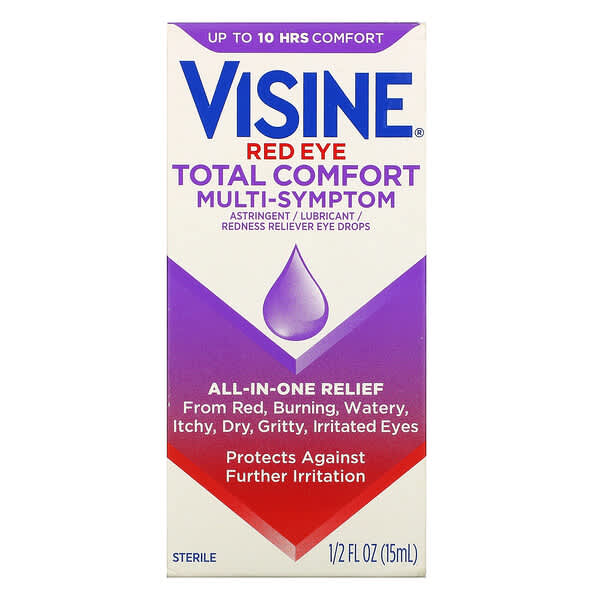 UP TO 10 HRS COMFORT
VISINE®
RED EYE
TOTAL COMFORT
MULTI-SYMPTOM
ASTRINGENT / LUBRICANT /
REDNESS RELIEVER EYE DROPS
ALL-IN-ONE RELIEF
From Red, Burning, Watery,
Itchy, Dry, Gritty, Irritated Eyes
Protects Against
Further Irritation
STERILE
1/2 FL OZ (15mL)